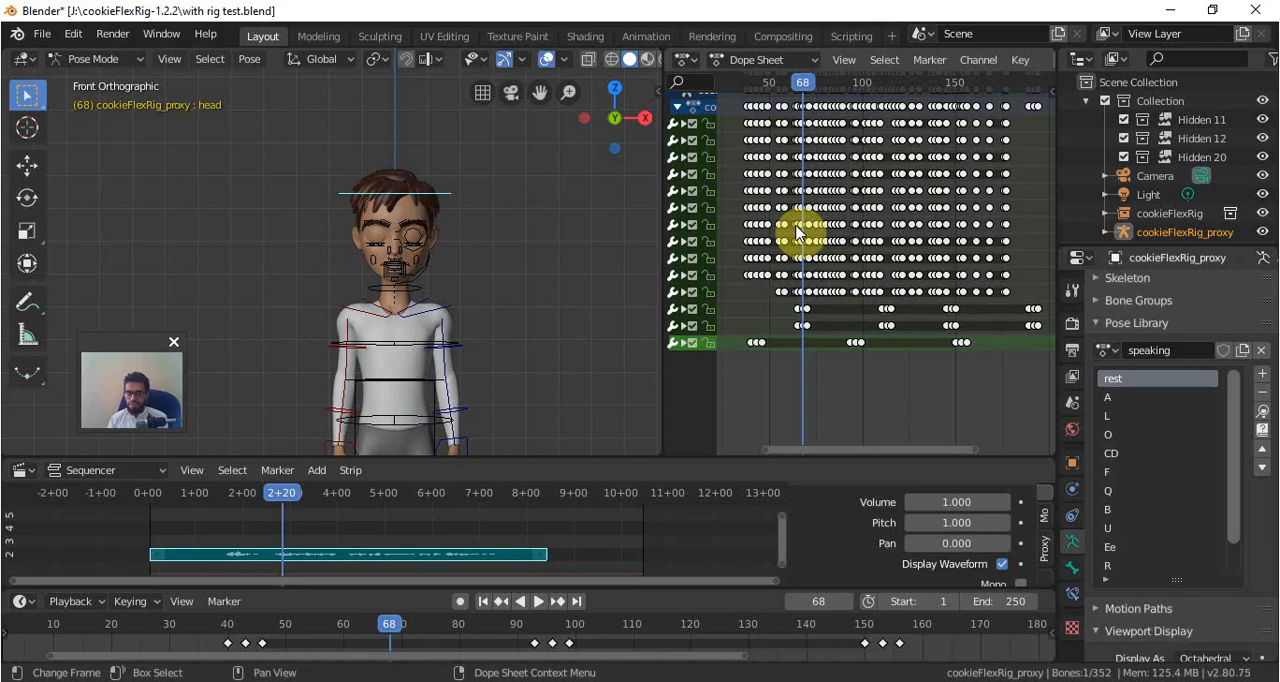 Blender* [J:\cookieFlexRig-1.2.2\with rig test.blend]
File Edit Render Window Help Layout Modeling Sculpting UV Editing Texture Paint Shading Animation Rendering Compositing Scripting Scene View Layer
Pose Mode View Select Pose Global Dope Sheet View Select Marker Channel Key
Front Orthographic
(68) cookieFlexRig_proxy : head
Z
Y X
50 68 100 150
co
Scene Collection
Collection
Hidden 11
Hidden 12
Hidden 20
Camera
Light
cookieFlexRig
cookieFlexRig_proxy
cookieFlexRig_proxy
Skeleton
Bone Groups
Pose Library
speaking
rest
A
L
O
CD
F
Q
B
U
Ee
R
Motion Paths
Viewport Display
Display As Octahedral
Sequencer View Select Marker Add Strip
-2+00 -1+00 0+00 1+00 2+00 2+20 4+00 5+00 6+00 7+00 8+00 9+00 10+00 11+00 12+00 13+00
5
4
3
2
Volume 1.000
Pitch 1.000
Pan 0.000
Display Waveform
Mono
Mo
Proxy
Playback Keying View Marker 68 Start: 1 End: 250
10 20 30 40 50 60 68 80 90 100 110 120 130 140 150 160 170 180
Change Frame Box Select Pan View Dope Sheet Context Menu cookieFlexRig_proxy | Bones:1/352 | Mem: 125.4 MB | v2.80.75